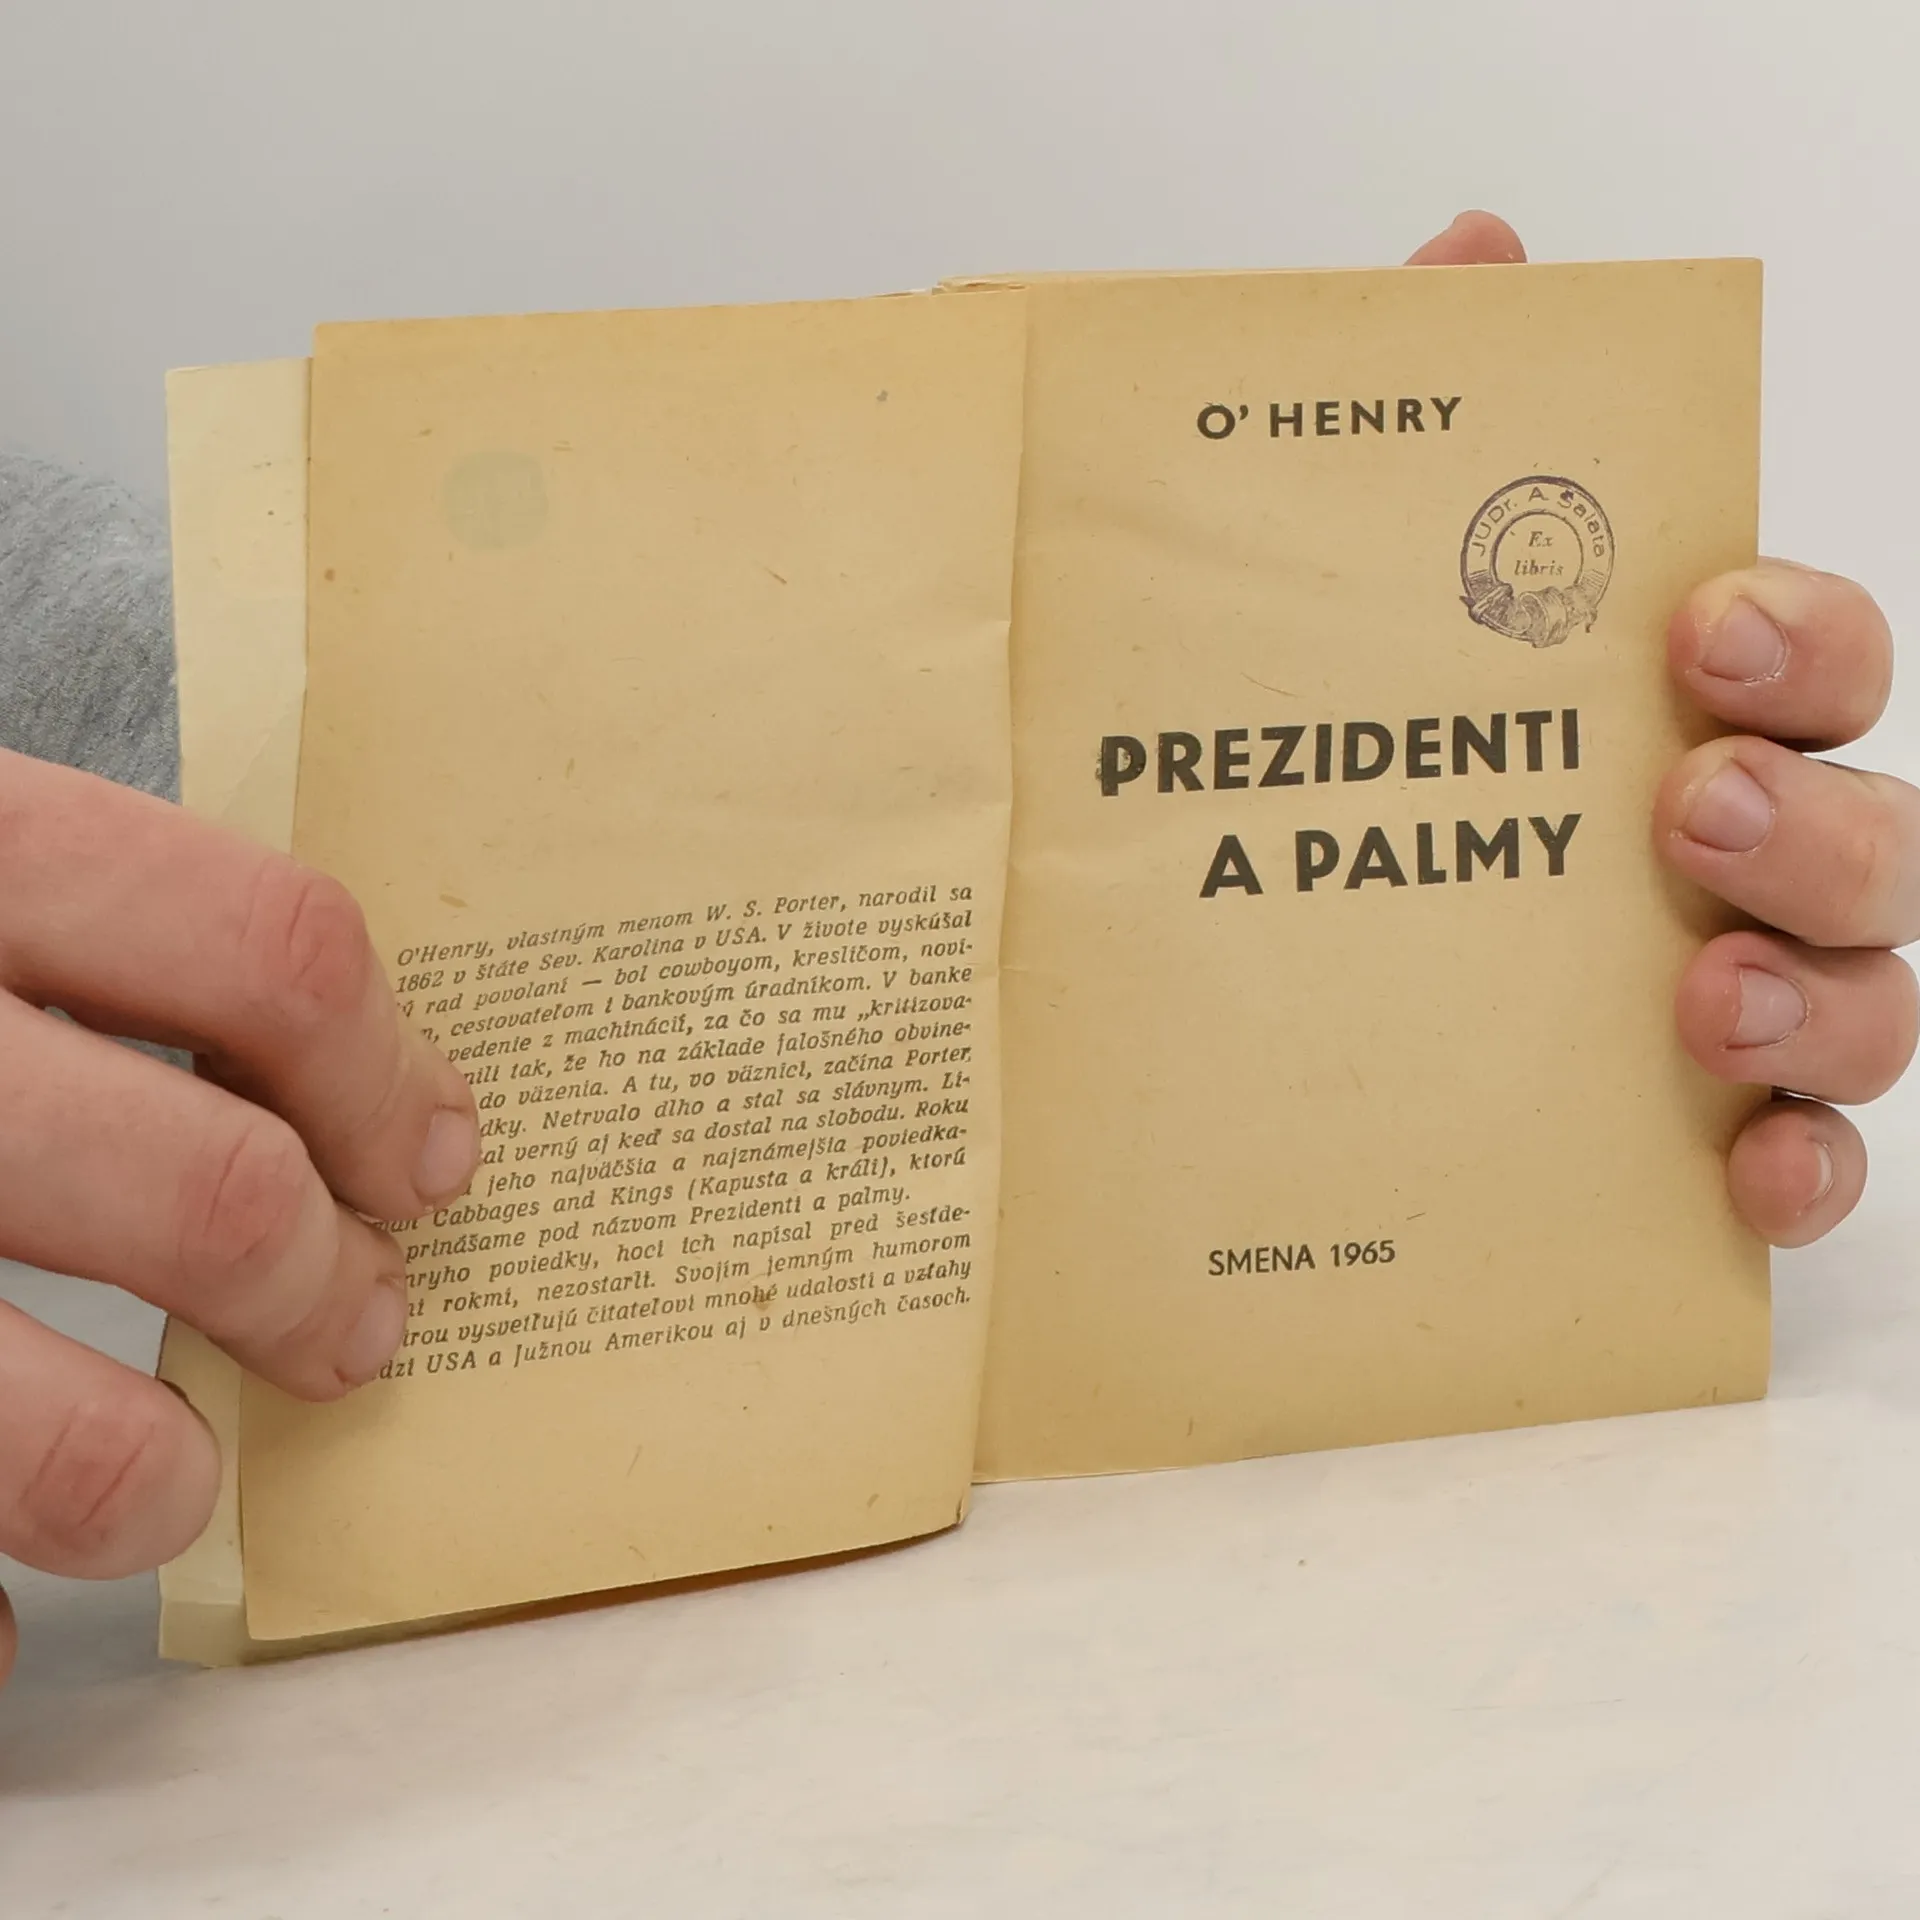 O'Henry, vlastným menom W. S. Porter, narodil sa
1862 v štáte Sev. Karolina v USA. V živote vyskúšal
rad povolaní — bol cowboyom, kresličom, novi-
cestovateľom i bankovým úradníkom. V banke
vedenie z machinácií, za čo sa mu „kritizova-
tak, že ho na základe falošného obvine-
do väzenia. A tu, vo väznici, začína Porter,
Netrvalo dlho a stal sa slávnym. Li-
verný aj keď sa dostal na slobodu. Roku
jeho najväčšia a najznámejšia poviedka-
Cabbages and Kings (Kapusta a králi), ktorú
prinášame pod názvom Prezidenti a palmy.
poviedky, hoci ich napísal pred šesťde-
rokmi, nezostarli. Svojím jemným humorom
vysvetľujú čitateľovi mnohé udalosti a vzťahy
USA a Južnou Amerikou aj v dnešných časoch.
O' HENRY
JUDr. A. Šalata
Ex
libris
PREZIDENTI
A PALMY
SMENA 1965